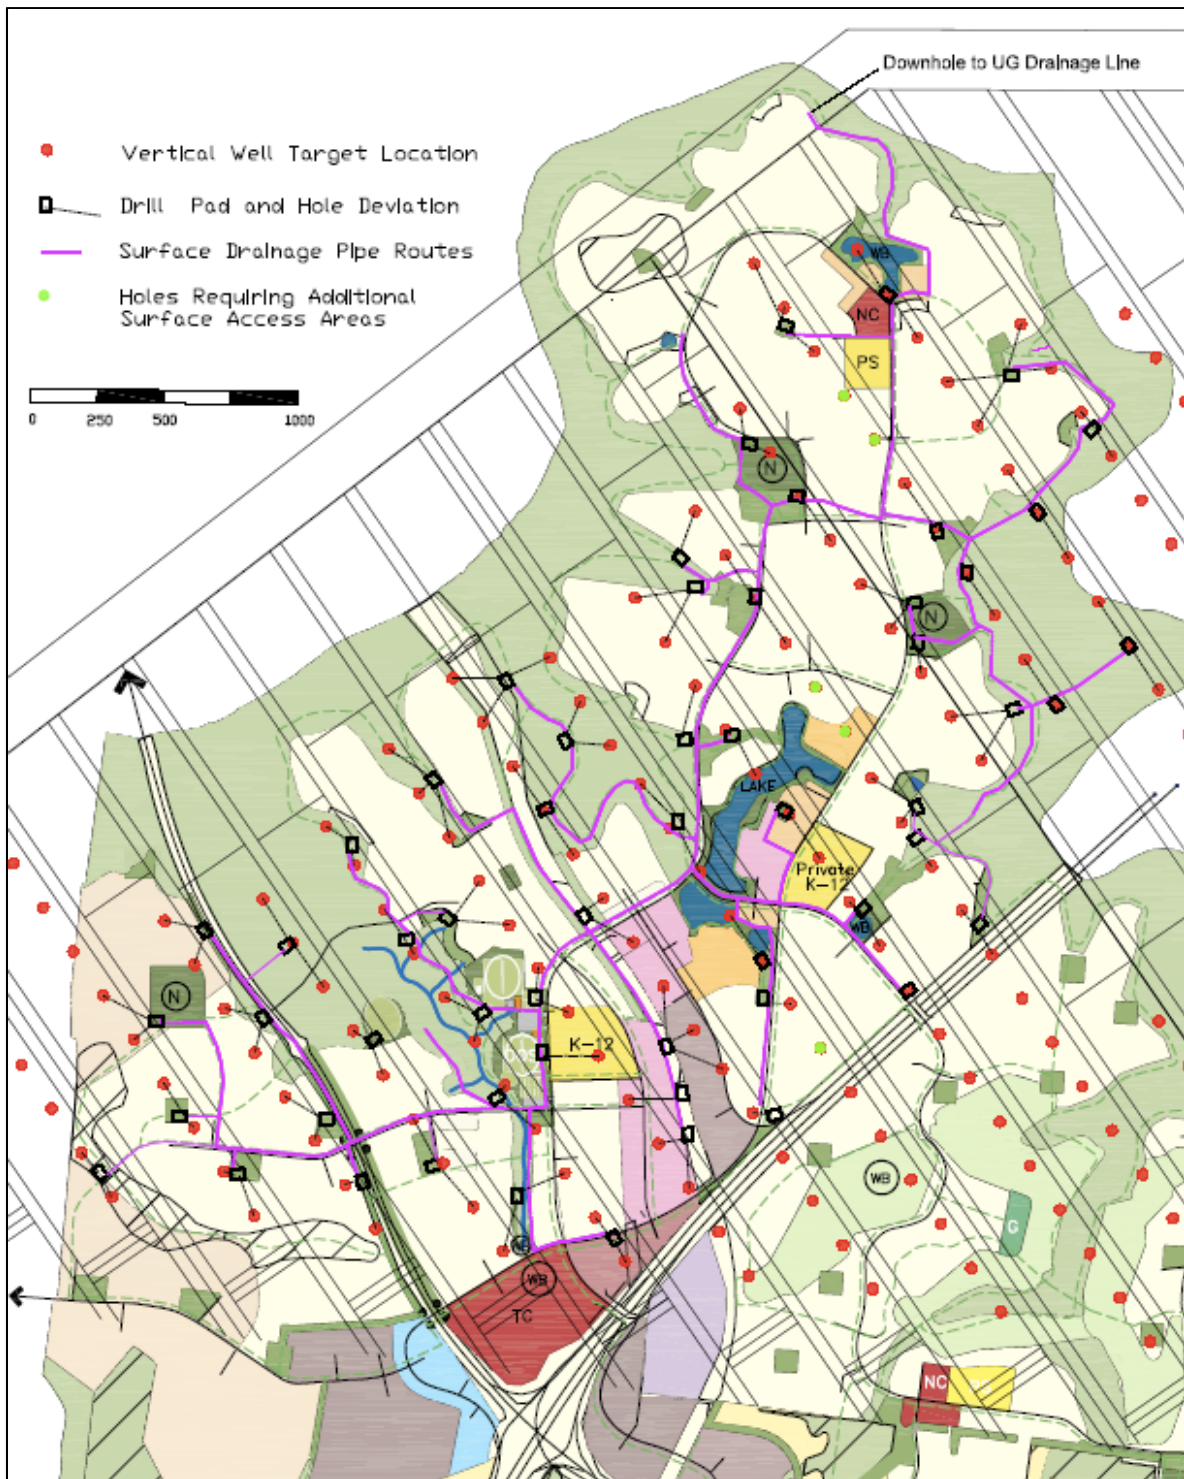 Downhole to UG Drainage Line
Vertical Well Target Location
Drill Pad and Hole Deviation
Surface Drainage Pipe Routes
Holes Requiring Additional
Surface Access Areas
0 250 500 1000
WB
NC
PS
N
N
LAKE
Private
K-12
WB
N
K-12
WB
G
WB
TC
NC
PS